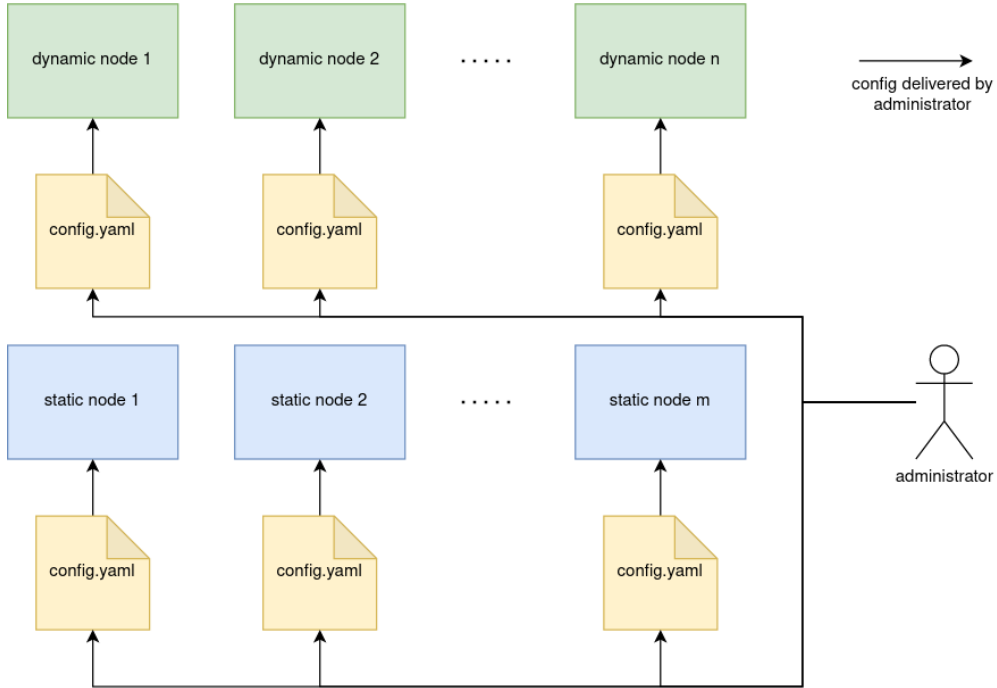 dynamic node 1
dynamic node 2
.....
dynamic node n
config delivered by
administrator
config.yaml
config.yaml
config.yaml
static node 1
static node 2
.....
static node m
administrator
config.yaml
config.yaml
config.yaml